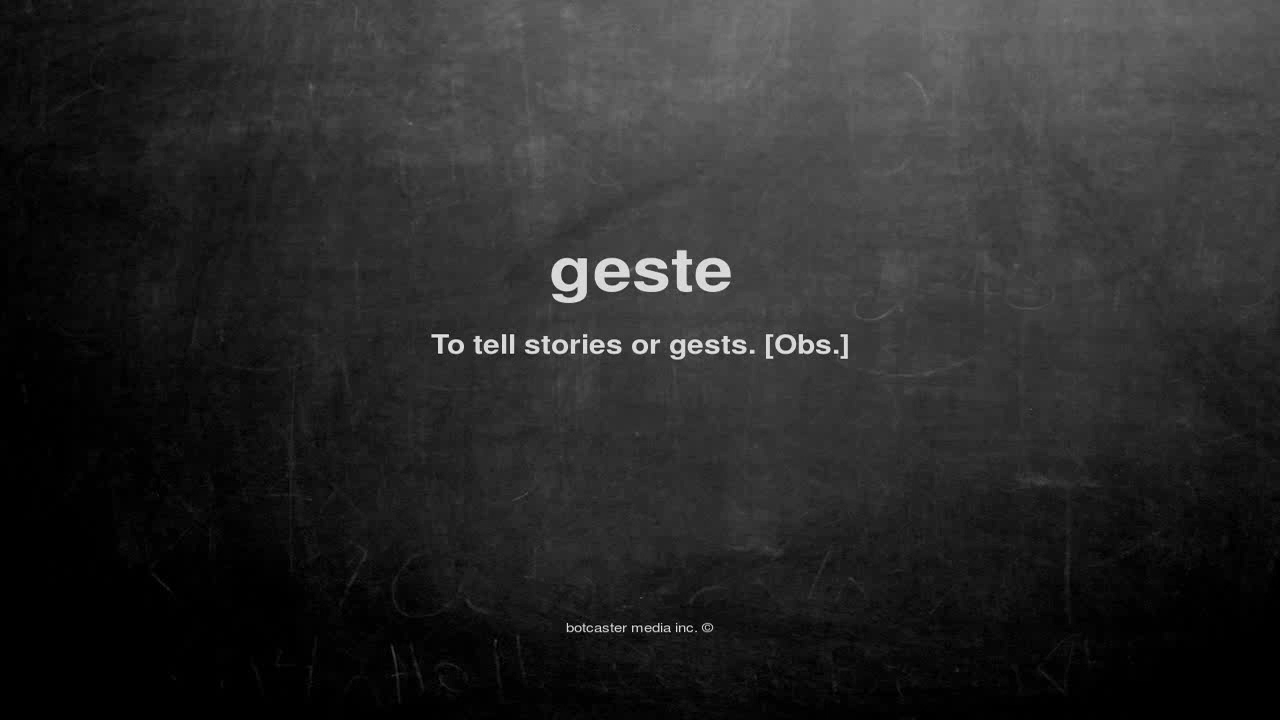 geste
To tell stories or gests. [Obs.]
botcaster media inc. ©